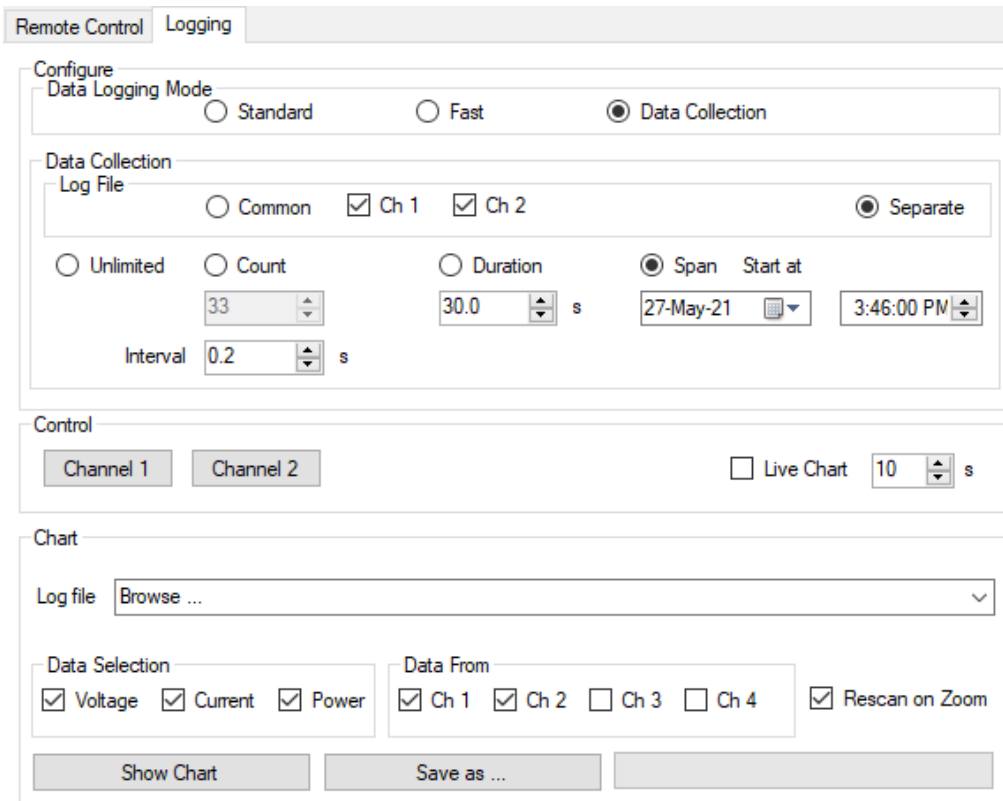 Remote Control Logging
Configure
Data Logging Mode
Standard Fast Data Collection
Data Collection
Log File
Common Ch 1 Ch 2 Separate
Unlimited Count Duration Span Start at
33 30.0 s 27-May-21 3:46:00 PM
Interval 0.2 s
Control
Channel 1 Channel 2 Live Chart 10 s
Chart
Log file Browse ...
Data Selection Data From
Voltage Current Power Ch 1 Ch 2 Ch 3 Ch 4 Rescan on Zoom
Show Chart Save as ...